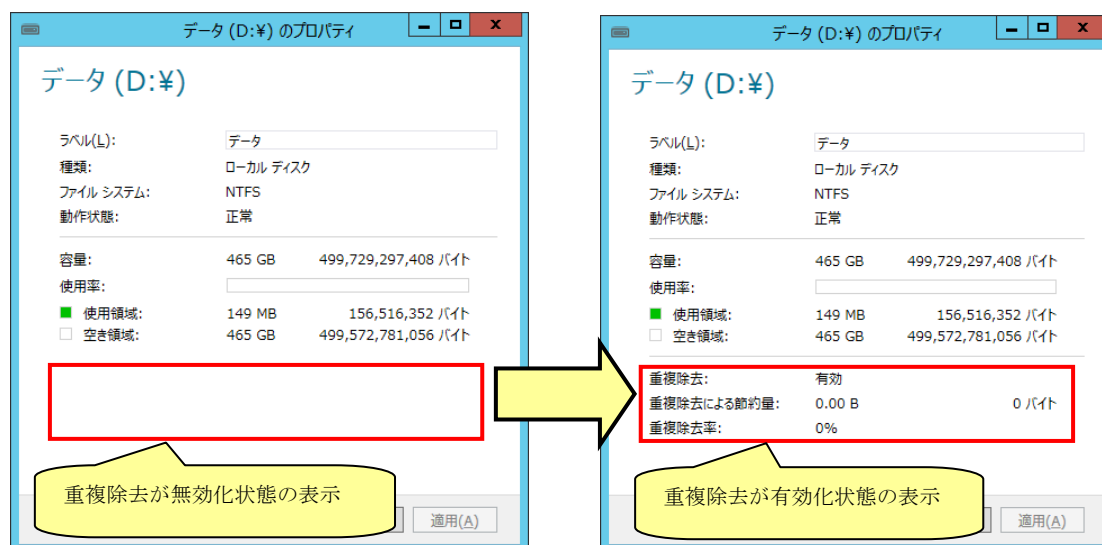 データ (D:¥) のプロパティ
データ (D:¥)
ラベル(L): データ
種類: ローカル ディスク
ファイル システム: NTFS
動作状態: 正常
容量: 465 GB 499,729,297,408 バイト
使用率:
使用領域: 149 MB 156,516,352 バイト
空き領域: 465 GB 499,572,781,056 バイト
重複除去が無効化状態の表示
適用(A)
データ (D:¥) のプロパティ
データ (D:¥)
ラベル(L): データ
種類: ローカル ディスク
ファイル システム: NTFS
動作状態: 正常
容量: 465 GB 499,729,297,408 バイト
使用率:
使用領域: 149 MB 156,516,352 バイト
空き領域: 465 GB 499,572,781,056 バイト
重複除去: 有効
重複除去による節約量: 0.00 B 0 バイト
重複除去率: 0%
重複除去が有効化状態の表示
適用(A)